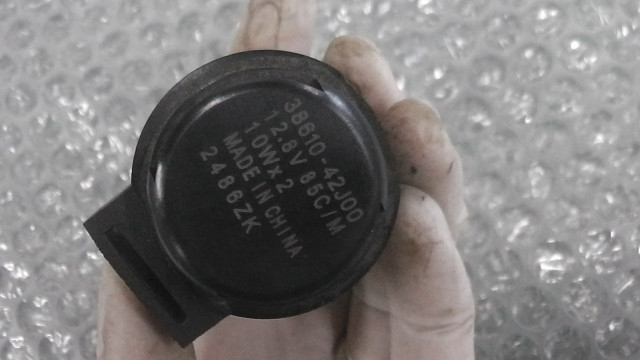 38610-42J00
12.8V 85C/M
10W×2
MADE IN CHINA
2486ZK